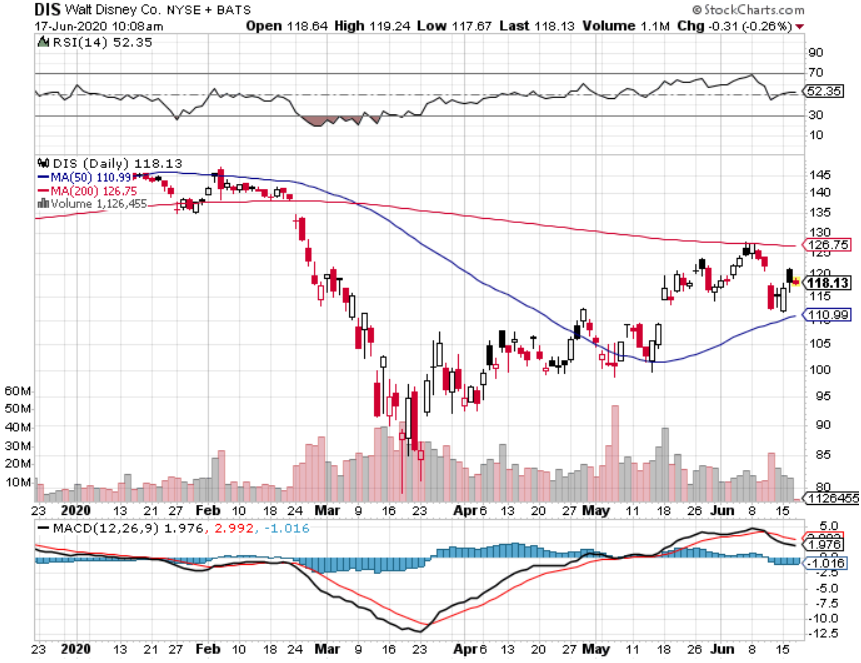 DIS Walt Disney Co. NYSE + BATS © StockCharts.com
17-Jun-2020 10:08am Open 118.64 High 119.24 Low 117.67 Last 118.13 Volume 1.1M Chg -0.31 (-0.26%)
RSI(14) 52.35
90
70
52.35
30
10
DIS (Daily) 118.13
MA(50) 110.99
MA(200) 126.75
Volume 1,126,455
145
140
135
130
126.75
125
120
118.13
115
110.99
110
105
100
95
90
85
80
1126455
60M
50M
40M
30M
20M
10M
23 2020 13 21 27 Feb 10 18 24 Mar 9 16 23 Apr 6 13 20 27 May 11 18 26 Jun 8 15
MACD(12,26,9) 1.976, 2.992, -1.016
5.0
2.992
1.976
0.0
-1.016
-2.5
-5.0
-7.5
-10.0
-12.5
23 2020 13 21 27 Feb 10 18 24 Mar 9 16 23 Apr 6 13 20 27 May 11 18 26 Jun 8 15